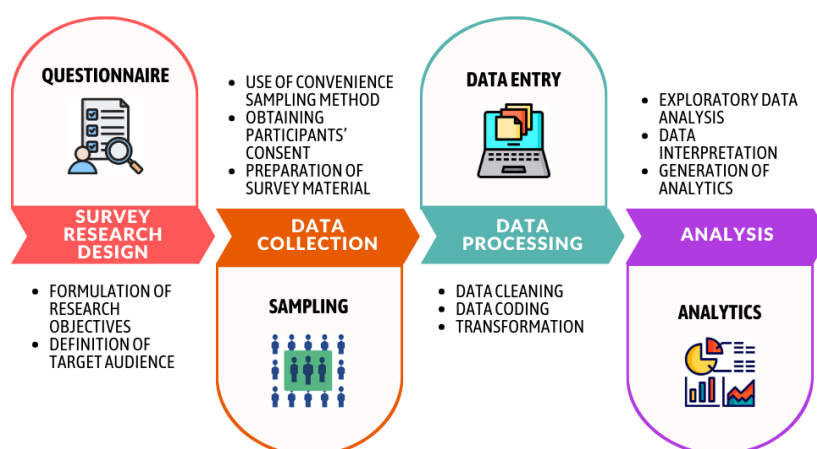 QUESTIONNAIRE
SURVEY
RESEARCH
DESIGN
• FORMULATION OF
RESEARCH
OBJECTIVES
• DEFINITION OF
TARGET AUDIENCE
• USE OF CONVENIENCE
SAMPLING METHOD
• OBTAINING
PARTICIPANTS’
CONSENT
• PREPARATION OF
SURVEY MATERIAL
DATA
COLLECTION
SAMPLING
DATA ENTRY
DATA
PROCESSING
• DATA CLEANING
• DATA CODING
• TRANSFORMATION
• EXPLORATORY DATA
ANALYSIS
• DATA
INTERPRETATION
• GENERATION OF
ANALYTICS
ANALYSIS
ANALYTICS